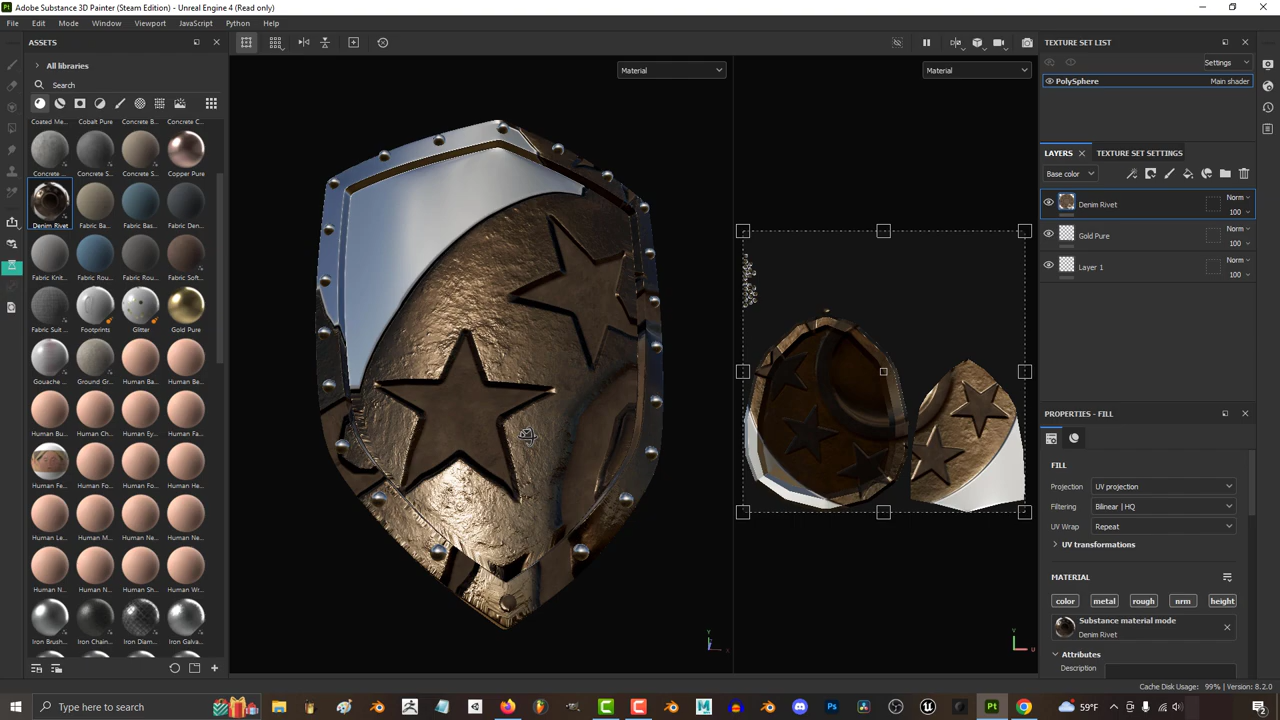 Adobe Substance 3D Painter (Steam Edition) - Unreal Engine 4 (Read only)
File Edit Mode Window Viewport JavaScript Python Help
ASSETS
All libraries
Search
Coated Me... Cobalt Pure Concrete B... Concrete C...
Concrete ... Concrete S... Concrete S... Copper Pure
Denim Rivet Fabric Ba... Fabric Bas... Fabric Den...
Fabric Knit... Fabric Rou... Fabric Rou... Fabric Soft...
Fabric Suit ... Footprints Glitter Gold Pure
Gouache ... Ground Gr... Human Ba... Human Be...
Human Bu... Human Ch... Human Ey... Human Fa...
Human Fe... Human Fo... Human Fo... Human He...
Human Le... Human M... Human Ne... Human Ne...
Human N... Human N... Human Sh... Human Wr...
Iron Brush... Iron Chain... Iron Diam... Iron Galva...
Material
Material
Y
Y
U
TEXTURE SET LIST
Settings
PolySphere Main shader
LAYERS TEXTURE SET SETTINGS
Base color
Denim Rivet Norm 100
Gold Pure Norm 100
Layer 1 Norm 100
PROPERTIES - FILL
FILL
Projection UV projection
Filtering Bilinear | HQ
UV Wrap Repeat
UV transformations
MATERIAL
color metal rough nrm height
Substance material mode
Denim Rivet
Attributes
Description
Cache Disk Usage: 99% | Version: 8.2.0
Type here to search
59°F